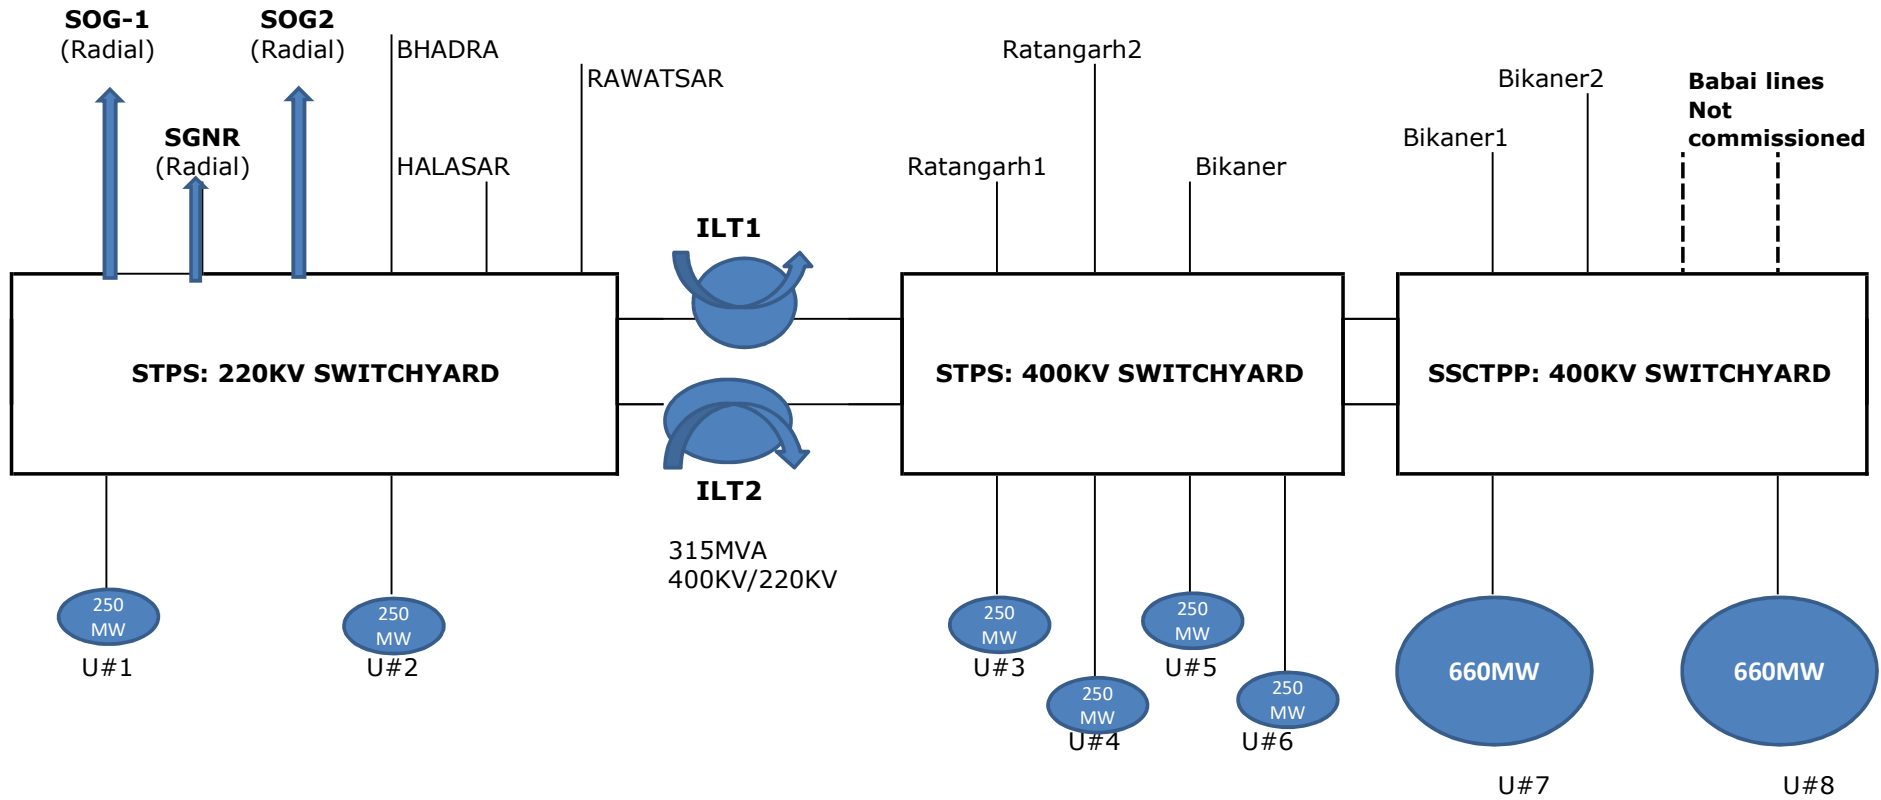 SOG-1
(Radial)
SOG2
(Radial)
BHADRA
RAWATSAR
SGNR
(Radial)
HALASAR
ILT1
Ratangarh2
Ratangarh1
Bikaner
Bikaner2
Bikaner1
Babai lines
Not
commissioned
STPS: 220KV SWITCHYARD
STPS: 400KV SWITCHYARD
SSCTPP: 400KV SWITCHYARD
ILT2
315MVA
400KV/220KV
250
MW
U#1
250
MW
U#2
250
MW
U#3
250
MW
U#4
250
MW
U#5
250
MW
U#6
660MW
U#7
660MW
U#8